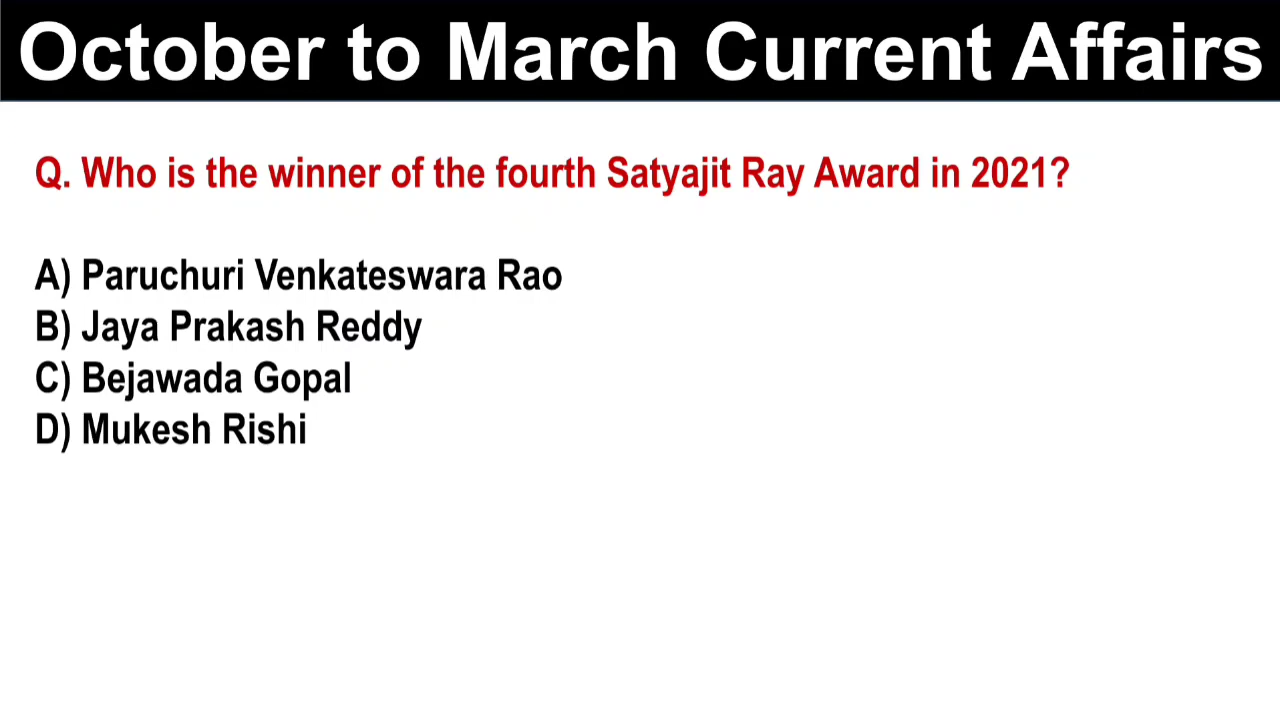 October to March Current Affairs
Q. Who is the winner of the fourth Satyajit Ray Award in 2021?
A) Paruchuri Venkateswara Rao
B) Jaya Prakash Reddy
C) Bejawada Gopal
D) Mukesh Rishi